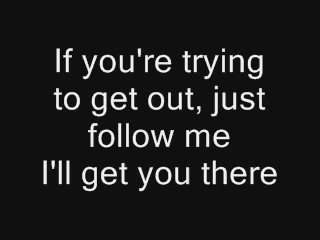 If you're trying
to get out, just
follow me
I'll get you there